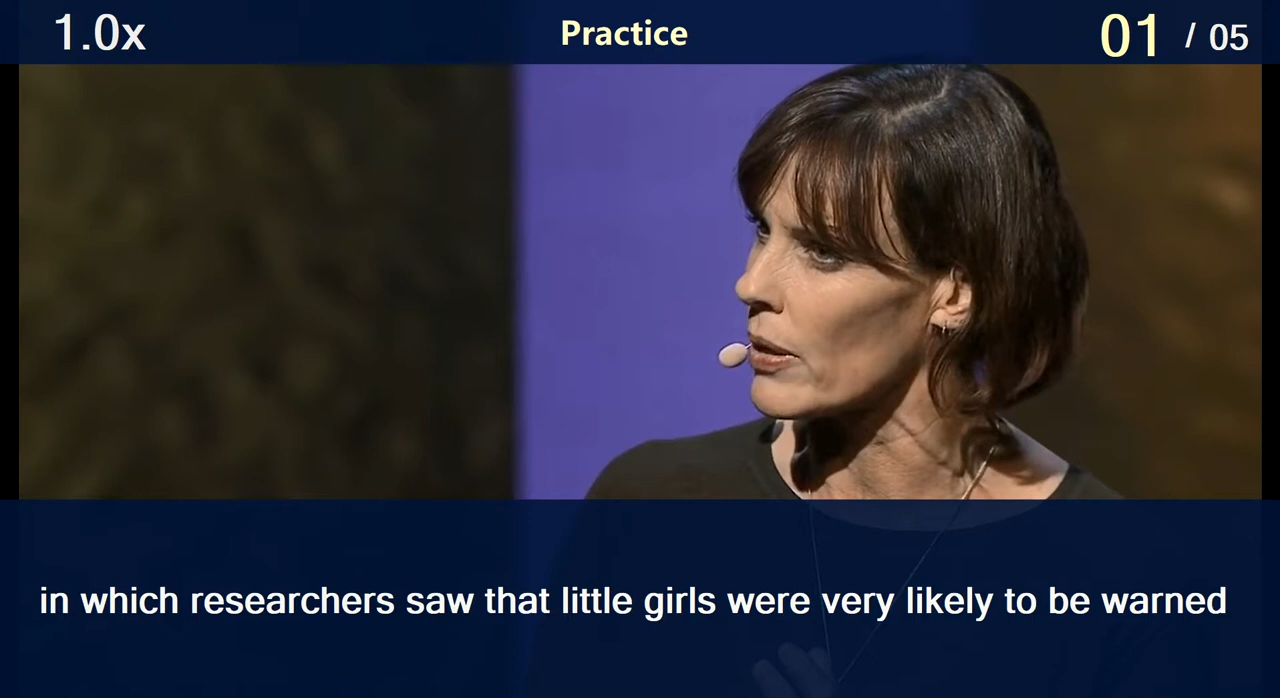 1.0x
Practice
01 / 05
in which researchers saw that little girls were very likely to be warned